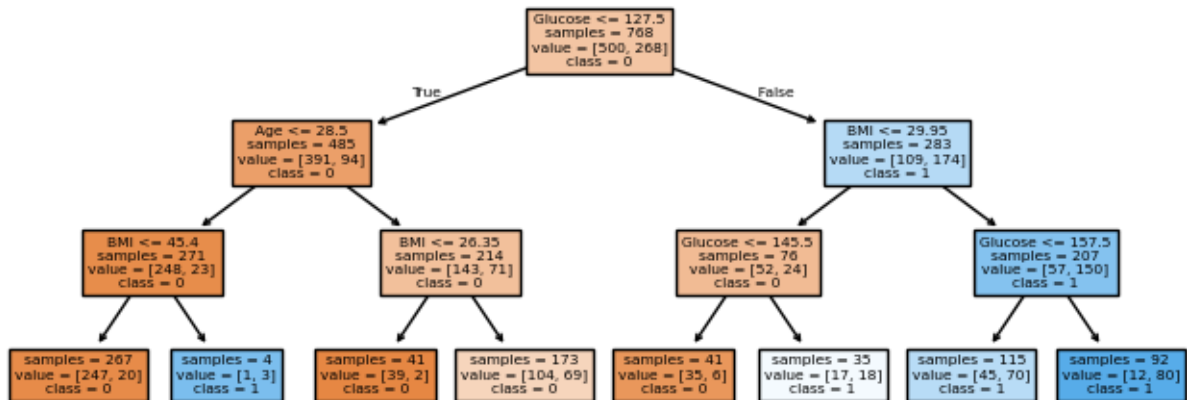 Glucose <= 127.5
samples = 768
value = [500, 268]
class = 0
True
False
Age <= 28.5
samples = 485
value = [391, 94]
class = 0
BMI <= 29.95
samples = 283
value = [109, 174]
class = 1
BMI <= 45.4
samples = 271
value = [248, 23]
class = 0
BMI <= 26.35
samples = 214
value = [143, 71]
class = 0
Glucose <= 145.5
samples = 76
value = [52, 24]
class = 0
Glucose <= 157.5
samples = 207
value = [57, 150]
class = 1
samples = 267
value = [247, 20]
class = 0
samples = 4
value = [1, 3]
class = 1
samples = 41
value = [39, 2]
class = 0
samples = 173
value = [104, 69]
class = 0
samples = 41
value = [35, 6]
class = 0
samples = 35
value = [17, 18]
class = 1
samples = 115
value = [45, 70]
class = 1
samples = 92
value = [12, 80]
class = 1